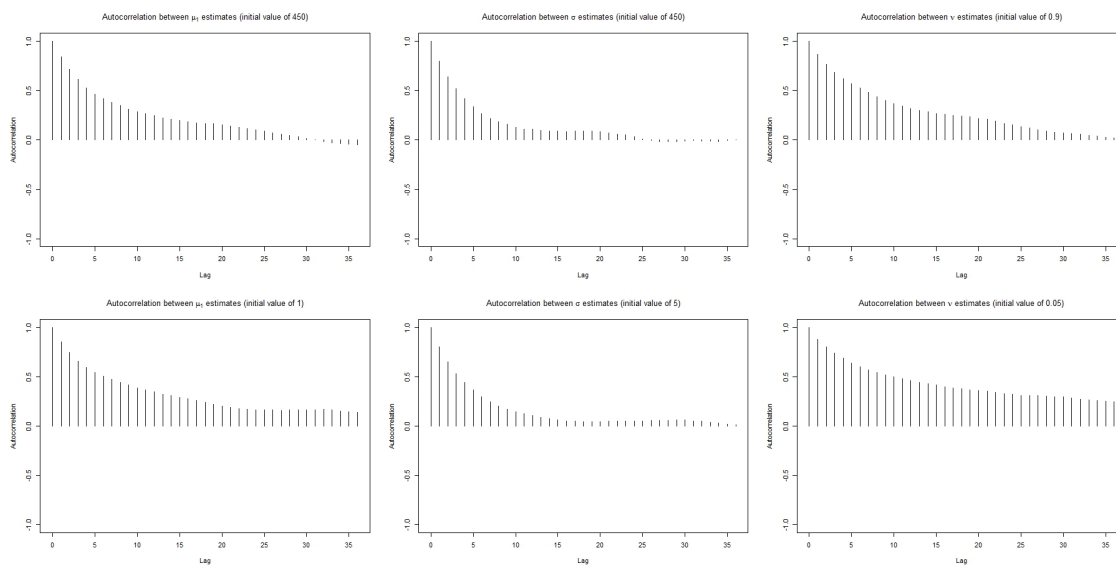 Autocorrelation between μ₁ estimates (initial value of 450)
Autocorrelation
1.0
0.5
0.0
-0.5
-1.0
0 5 10 15 20 25 30 35
Lag
Autocorrelation between σ estimates (initial value of 450)
Autocorrelation
1.0
0.5
0.0
-0.5
-1.0
0 5 10 15 20 25 30 35
Lag
Autocorrelation between ν estimates (initial value of 0.9)
Autocorrelation
1.0
0.5
0.0
-0.5
-1.0
0 5 10 15 20 25 30 35
Lag
Autocorrelation between μ₁ estimates (initial value of 1)
Autocorrelation
1.0
0.5
0.0
-0.5
-1.0
0 5 10 15 20 25 30 35
Lag
Autocorrelation between σ estimates (initial value of 5)
Autocorrelation
1.0
0.5
0.0
-0.5
-1.0
0 5 10 15 20 25 30 35
Lag
Autocorrelation between ν estimates (initial value of 0.05)
Autocorrelation
1.0
0.5
0.0
-0.5
-1.0
0 5 10 15 20 25 30 35
Lag